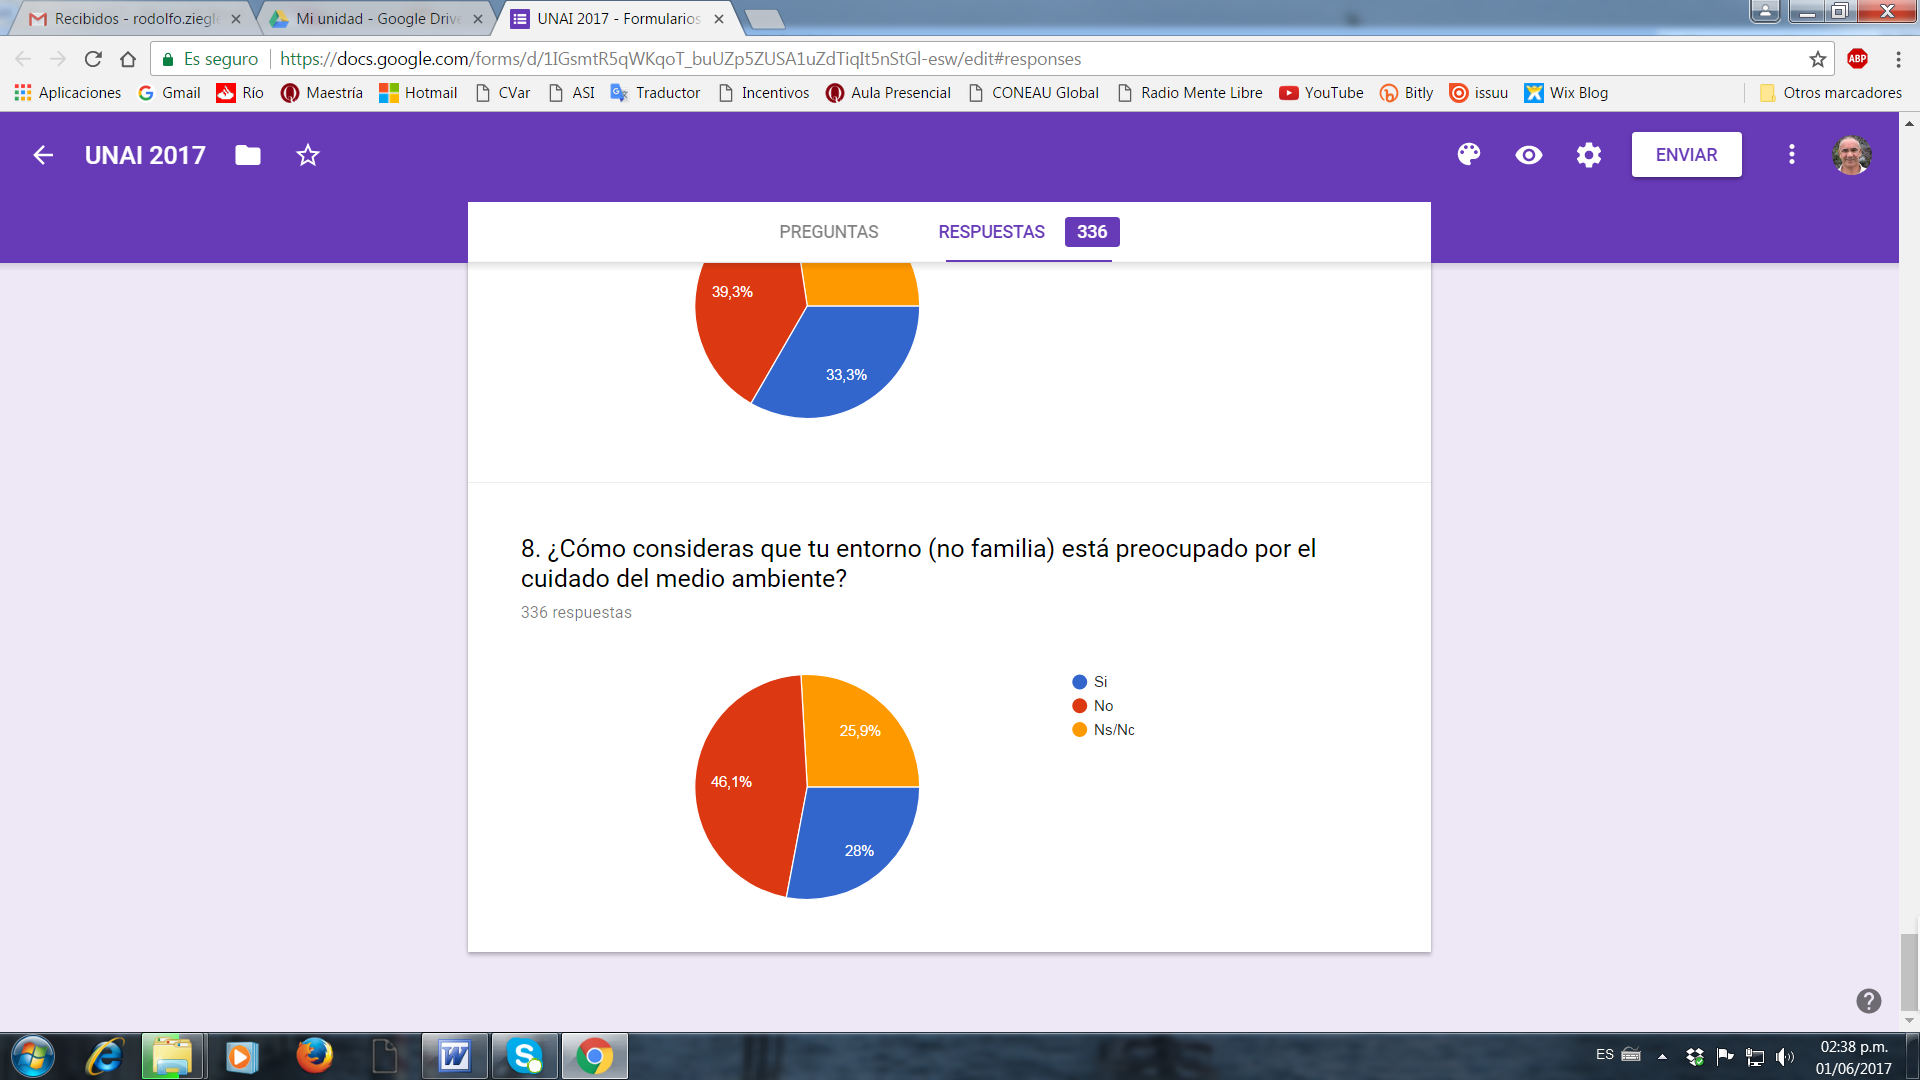 Recibidos - rodolfo.ziegle
Mi unidad - Google Drive
UNAI 2017 - Formularios
Es seguro
https://docs.google.com/forms/d/1IGsmtR5qWKqoT_buUZp5ZUSA1uZdTiqIt5nStGl-esw/edit#responses
ABP
Aplicaciones
Gmail
Río
Maestría
Hotmail
CVar
ASI
Traductor
Incentivos
Aula Presencial
CONEAU Global
Radio Mente Libre
YouTube
Bitly
issuu
Wix Blog
Otros marcadores
UNAI 2017
ENVIAR
PREGUNTAS
RESPUESTAS
336
39,3%
33,3%
8. ¿Cómo consideras que tu entorno (no familia) está preocupado por el
cuidado del medio ambiente?
336 respuestas
Si
No
Ns/Nc
25,9%
46,1%
28%
ES
02:38 p.m.
01/06/2017